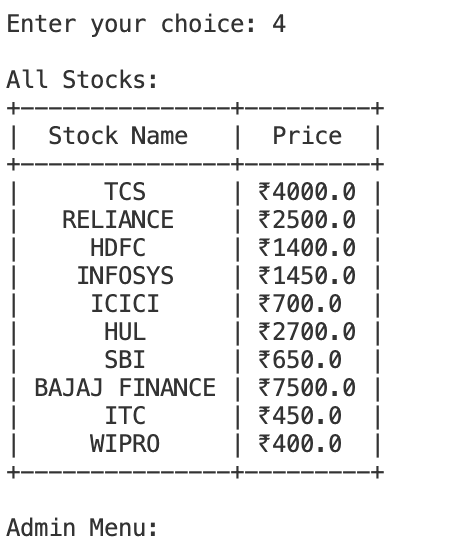 Enter your choice: 4
All Stocks:
+---------------+---------+
|  Stock Name   |  Price  |
+---------------+---------+
|      TCS      | ₹4000.0 |
|   RELIANCE    | ₹2500.0 |
|     HDFC      | ₹1400.0 |
|    INFOSYS    | ₹1450.0 |
|     ICICI     | ₹700.0  |
|      HUL      | ₹2700.0 |
|      SBI      | ₹650.0  |
| BAJAJ FINANCE | ₹7500.0 |
|      ITC      | ₹450.0  |
|     WIPRO     | ₹400.0  |
+---------------+---------+
Admin Menu: